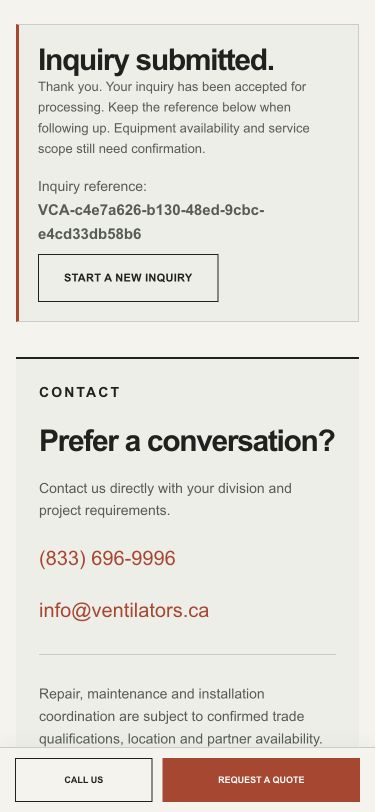 Inquiry submitted.
Thank you. Your inquiry has been accepted for
processing. Keep the reference below when
following up. Equipment availability and service
scope still need confirmation.
Inquiry reference:
VCA-c4e7a626-b130-48ed-9cbc-
e4cd33db58b6
START A NEW INQUIRY
CONTACT
Prefer a conversation?
Contact us directly with your division and
project requirements.
(833) 696-9996
info@ventilators.ca
Repair, maintenance and installation
coordination are subject to confirmed trade
qualifications, location and partner availability.
CALL US
REQUEST A QUOTE